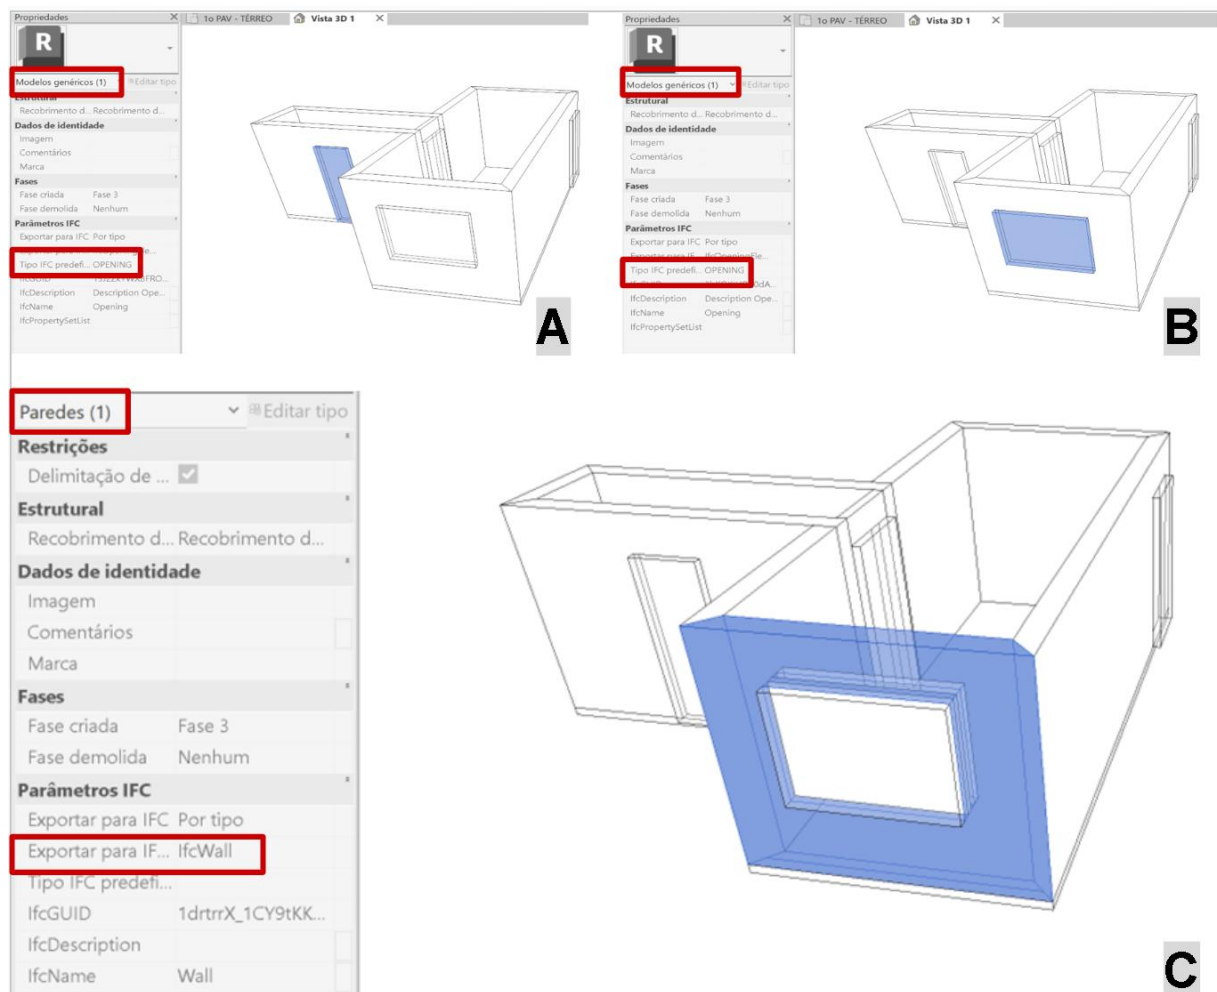 Propriedades
1o PAV - TÉRREO Vista 3D 1
R
Modelos genéricos (1) Editar tipo
Estrutural
Recobrimento d... Recobrimento d...
Dados de identidade
Imagem
Comentários
Marca
Fases
Fase criada Fase 3
Fase demolida Nenhum
Parâmetros IFC
Exportar para IFC Por tipo
Tipo IFC predefi... OPENING
IfcDescription Description Ope...
IfcName Opening
IfcPropertySetList
A
Propriedades
1o PAV - TÉRREO Vista 3D 1
R
Modelos genéricos (1) Editar tipo
Estrutural
Recobrimento d... Recobrimento d...
Dados de identidade
Imagem
Comentários
Marca
Fases
Fase criada Fase 3
Fase demolida Nenhum
Parâmetros IFC
Exportar para IFC Por tipo
Exportar para IF... IfcOpeningEle...
Tipo IFC predefi... OPENING
IfcDescription Description Ope...
IfcName Opening
IfcPropertySetList
B
Paredes (1) Editar tipo
Restrições
Delimitação de ...
Estrutural
Recobrimento d... Recobrimento d...
Dados de identidade
Imagem
Comentários
Marca
Fases
Fase criada Fase 3
Fase demolida Nenhum
Parâmetros IFC
Exportar para IFC Por tipo
Exportar para IF... IfcWall
Tipo IFC predefi...
IfcGUID 1drtrrX_1CY9tKK...
IfcDescription
IfcName Wall
C